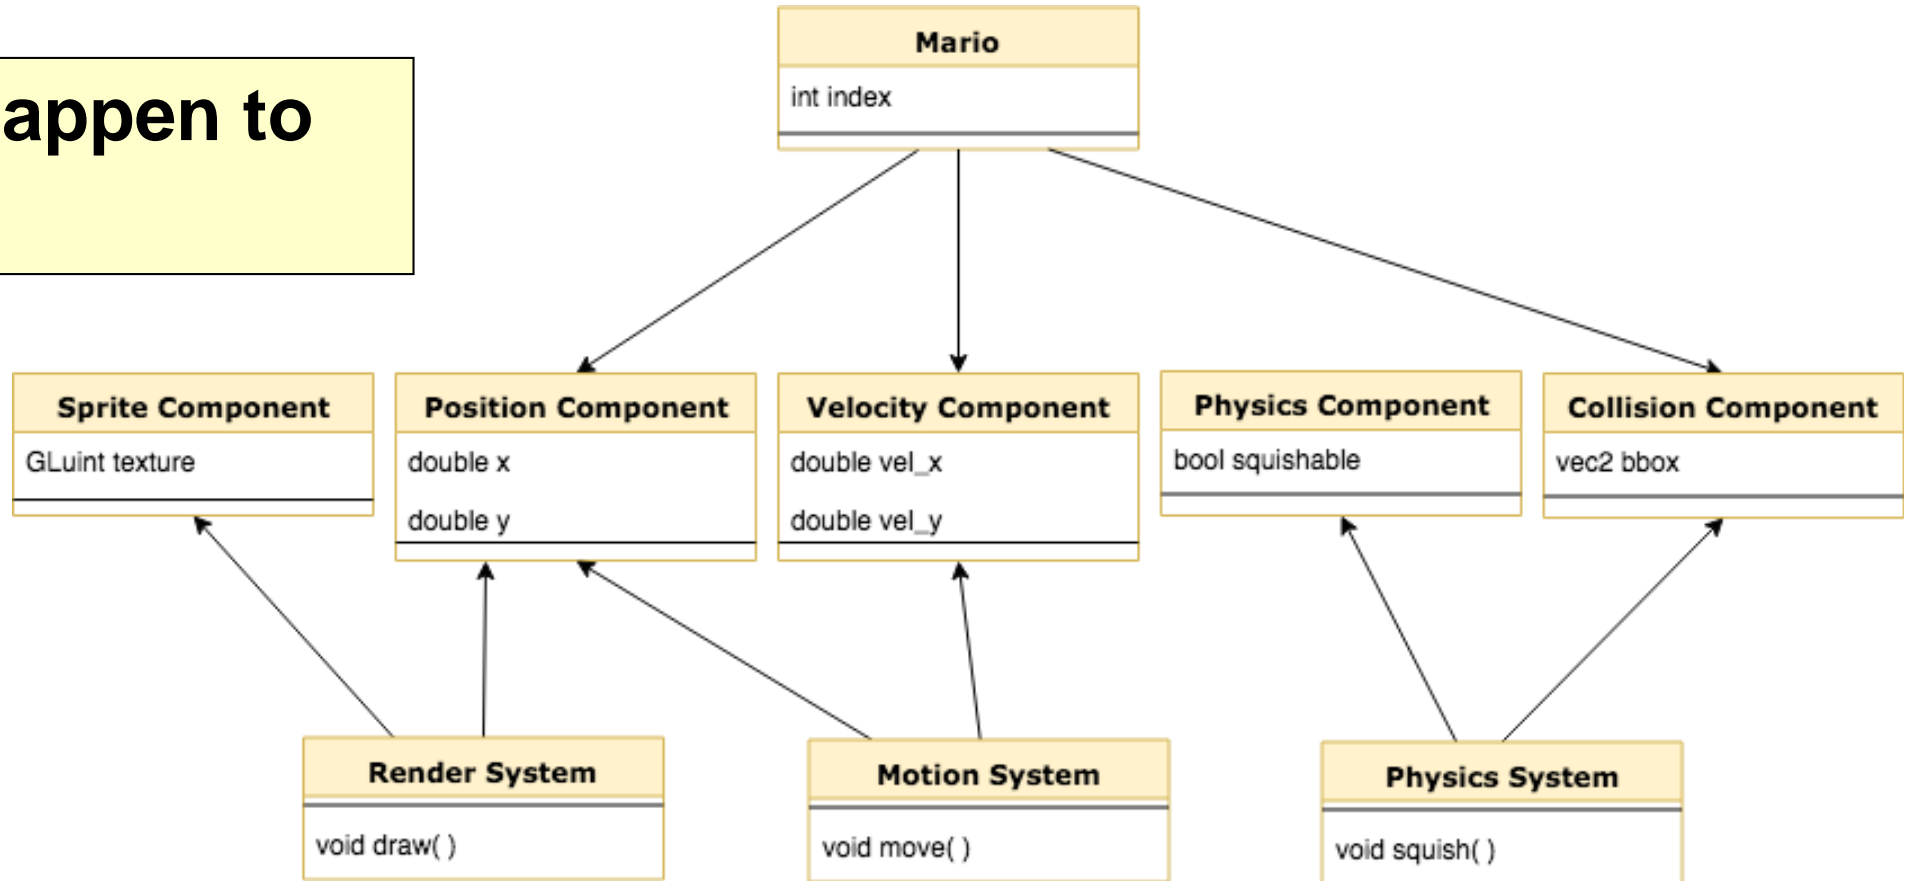 Mario
int index
appen to
Sprite Component
GLuint texture
Position Component
double x
double y
Velocity Component
double vel_x
double vel_y
Physics Component
bool squishable
Collision Component
vec2 bbox
Render System
void draw( )
Motion System
void move( )
Physics System
void squish( )